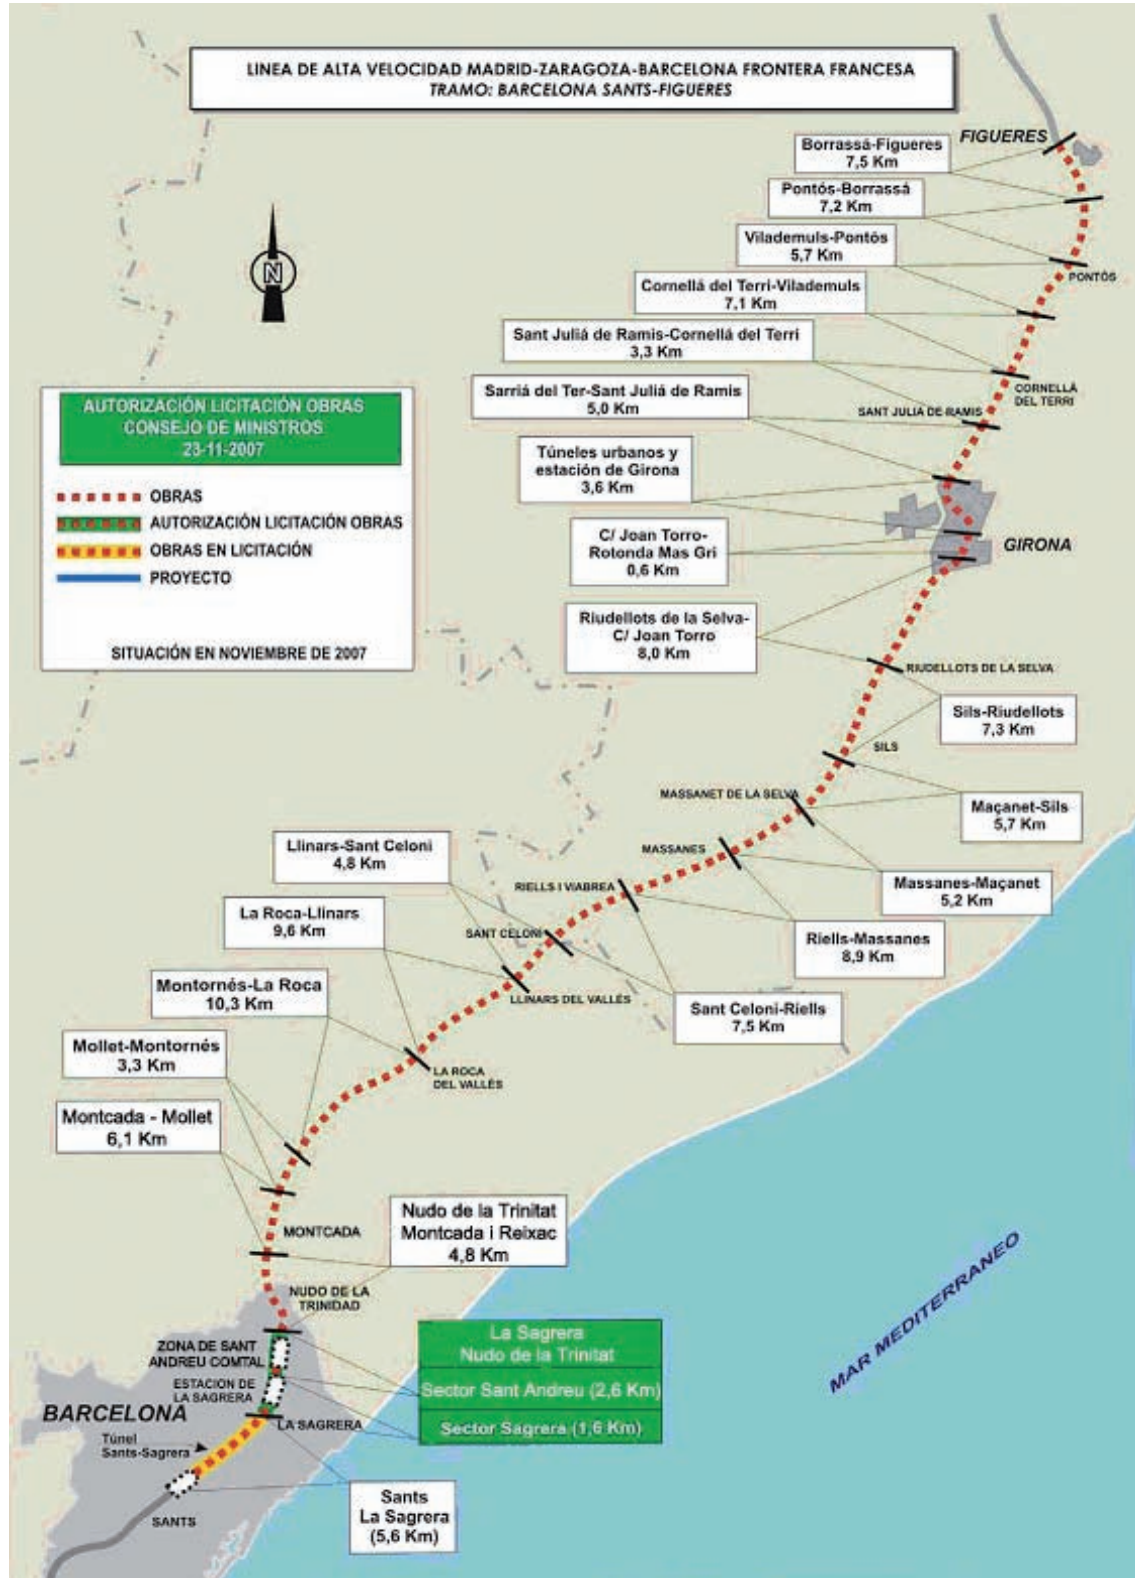 LINEA DE ALTA VELOCIDAD MADRID-ZARAGOZA-BARCELONA FRONTERA FRANCESA
TRAMO: BARCELONA SANTS-FIGUERES
FIGUERES
Borrassá-Figueres
7,5 Km
Pontós-Borrassá
7,2 Km
Vilademuls-Pontós
5,7 Km
PONTÓS
N
Cornellá del Terri-Vilademuls
7,1 Km
Sant Juliá de Ramis-Cornellá del Terri
3,3 Km
CORNELLÁ
DEL TERRI
Sarriá del Ter-Sant Juliá de Ramis
5,0 Km
SANT JULIA DE RAMIS
AUTORIZACIÓN LICITACIÓN OBRAS
CONSEJO DE MINISTROS
23-11-2007
OBRAS
AUTORIZACIÓN LICITACIÓN OBRAS
OBRAS EN LICITACIÓN
PROYECTO
SITUACIÓN EN NOVIEMBRE DE 2007
Túneles urbanos y
estación de Girona
3,6 Km
C/ Joan Torro-
Rotonda Mas Gri
0,6 Km
GIRONA
Riudellots de la Selva-
C/ Joan Torro
8,0 Km
RIUDELLOTS DE LA SELVA
Sils-Riudellots
7,3 Km
SILS
MASSANET DE LA SELVA
Maçanet-Sils
5,7 Km
Llinars-Sant Celoni
4,8 Km
MASSANES
Massanes-Maçanet
5,2 Km
RIELLS I VIABREA
La Roca-Llinars
9,6 Km
SANT CELONI
Riells-Massanes
8,9 Km
Montornés-La Roca
10,3 Km
LLINARS DEL VALLÉS
Sant Celoni-Riells
7,5 Km
Mollet-Montornés
3,3 Km
LA ROCA
DEL VALLÉS
Montcada - Mollet
6,1 Km
MONTCADA
Nudo de la Trinitat
Montcada i Reixac
4,8 Km
MAR MEDITERRANEO
NUDO DE LA
TRINIDAD
ZONA DE SANT
ANDREU COMTAL
La Sagrera
Nudo de la Trinitat
Sector Sant Andreu (2,6 Km)
Sector Sagrera (1,6 Km)
ESTACION DE
LA SAGRERA
BARCELONA
LA SAGRERA
Túnel
Sants-Sagrera
Sants
La Sagrera
(5,6 Km)
SANTS